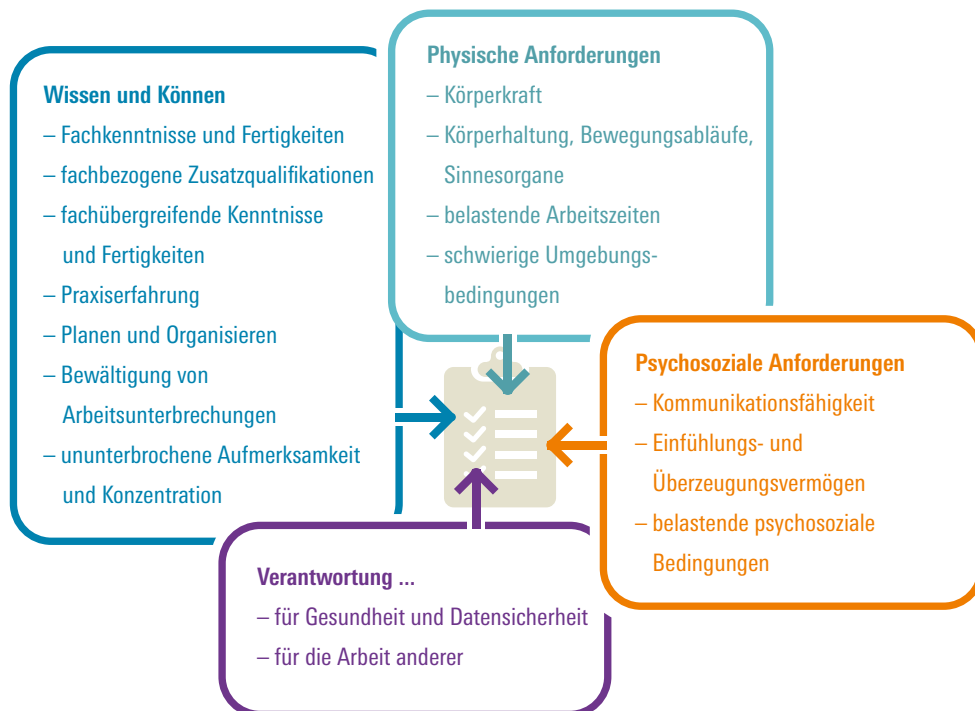 Wissen und Können
– Fachkenntnisse und Fertigkeiten
– fachbezogene Zusatzqualifikationen
– fachübergreifende Kenntnisse
und Fertigkeiten
– Praxiserfahrung
– Planen und Organisieren
– Bewältigung von
Arbeitsunterbrechungen
– ununterbrochene Aufmerksamkeit
und Konzentration
Physische Anforderungen
– Körperkraft
– Körperhaltung, Bewegungsabläufe,
Sinnesorgane
– belastende Arbeitszeiten
– schwierige Umgebungs-
bedingungen
Psychosoziale Anforderungen
– Kommunikationsfähigkeit
– Einfühlungs- und
Überzeugungsvermögen
– belastende psychosoziale
Bedingungen
Verantwortung ...
– für Gesundheit und Datensicherheit
– für die Arbeit anderer